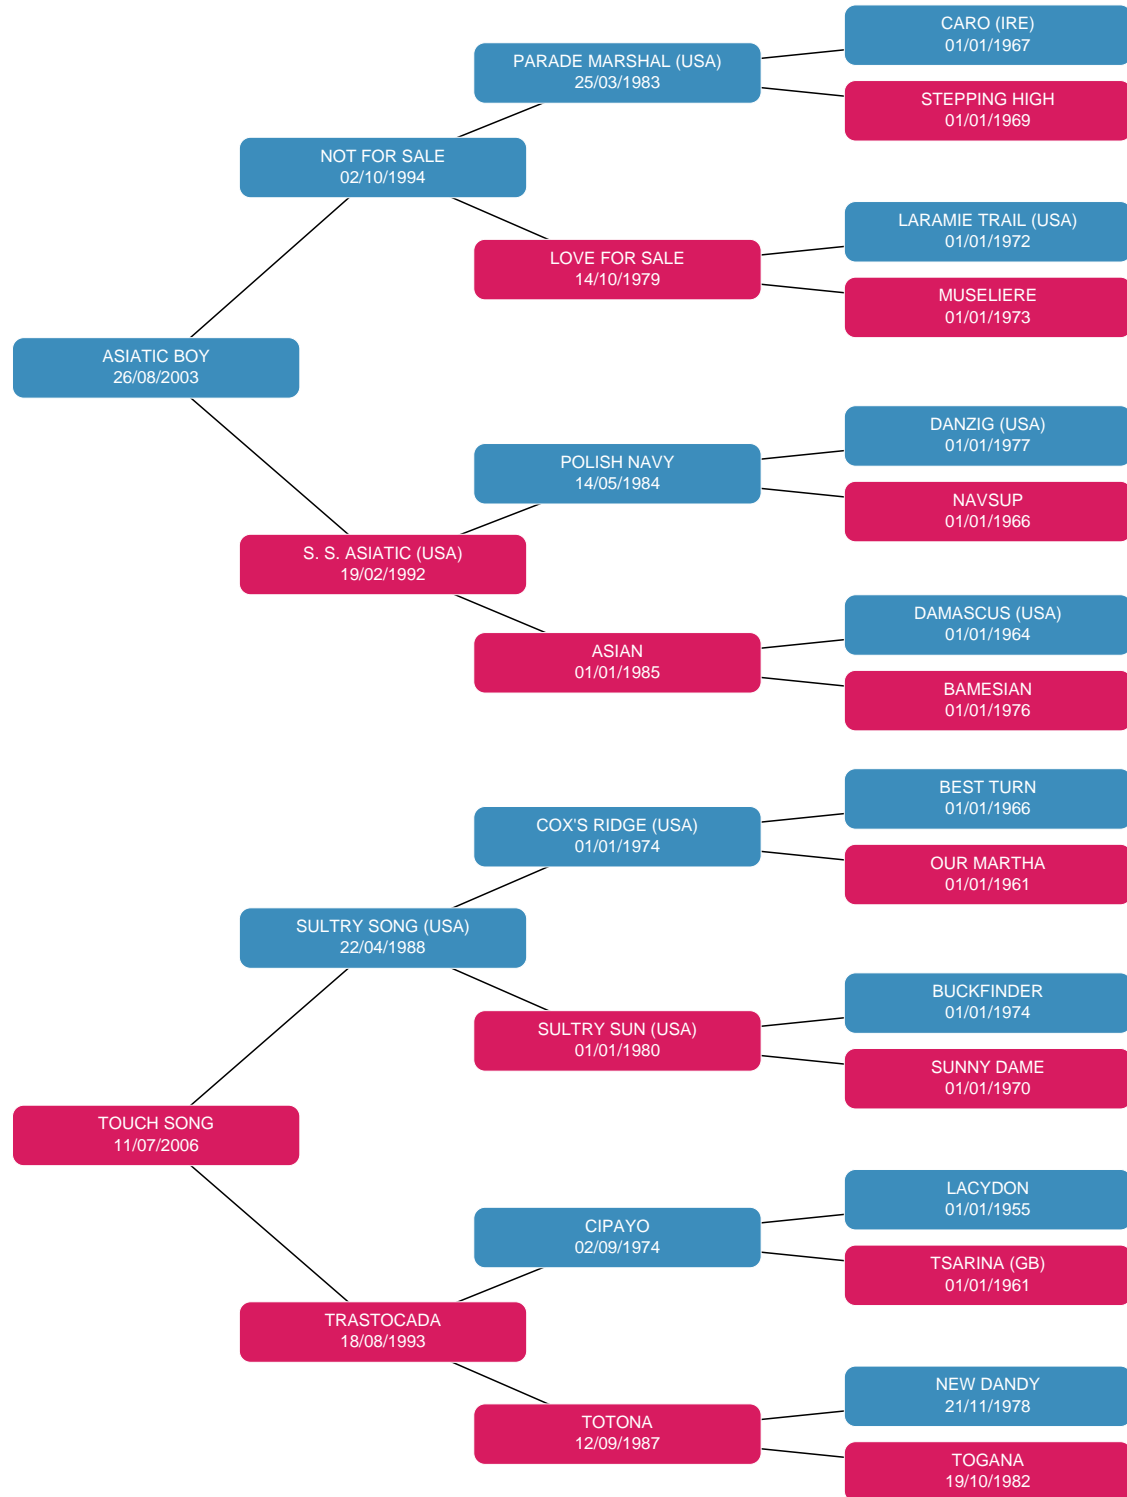 CARO (IRE)
01/01/1967
PARADE MARSHAL (USA)
25/03/1983
STEPPING HIGH
01/01/1969
NOT FOR SALE
02/10/1994
LARAMIE TRAIL (USA)
01/01/1972
LOVE FOR SALE
14/10/1979
MUSELIERE
01/01/1973
ASIATIC BOY
26/08/2003
DANZIG (USA)
01/01/1977
POLISH NAVY
14/05/1984
NAVSUP
01/01/1966
S. S. ASIATIC (USA)
19/02/1992
DAMASCUS (USA)
01/01/1964
ASIAN
01/01/1985
BAMESIAN
01/01/1976
BEST TURN
01/01/1966
COX'S RIDGE (USA)
01/01/1974
OUR MARTHA
01/01/1961
SULTRY SONG (USA)
22/04/1988
BUCKFINDER
01/01/1974
SULTRY SUN (USA)
01/01/1980
SUNNY DAME
01/01/1970
TOUCH SONG
11/07/2006
LACYDON
01/01/1955
CIPAYO
02/09/1974
TSARINA (GB)
01/01/1961
TRASTOCADA
18/08/1993
NEW DANDY
21/11/1978
TOTONA
12/09/1987
TOGANA
19/10/1982